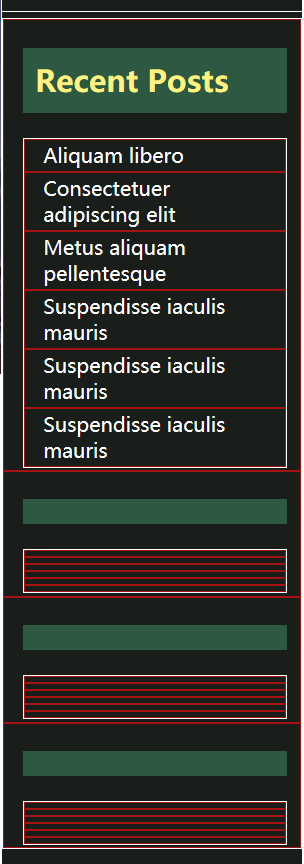 Recent Posts
Aliquam libero
Consectetuer
adipiscing elit
Metus aliquam
pellentesque
Suspendisse iaculis
mauris
Suspendisse iaculis
mauris
Suspendisse iaculis
mauris